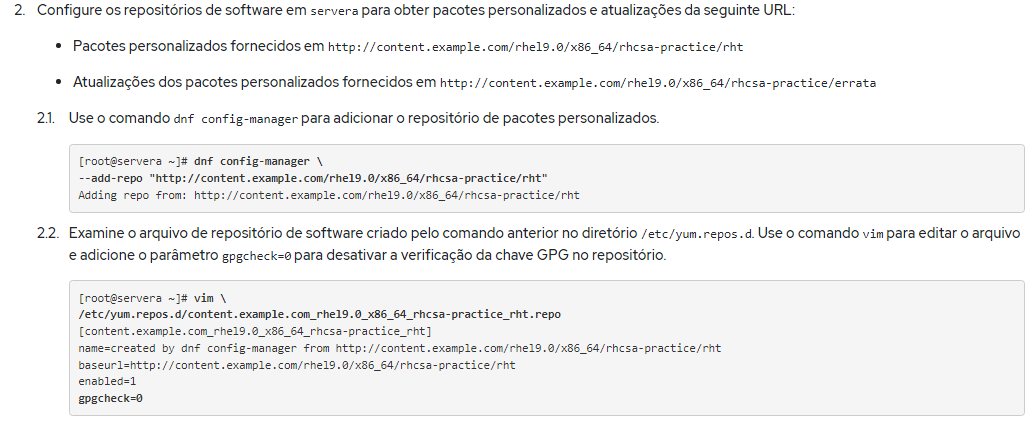 2. Configure os repositórios de software em servera para obter pacotes personalizados e atualizações da seguinte URL:
• Pacotes personalizados fornecidos em http://content.example.com/rhel9.0/x86_64/rhcsa-practice/rht
• Atualizações dos pacotes personalizados fornecidos em http://content.example.com/rhel9.0/x86_64/rhcsa-practice/errata
2.1. Use o comando dnf config-manager para adicionar o repositório de pacotes personalizados.
[root@servera ~]# dnf config-manager \
--add-repo "http://content.example.com/rhel9.0/x86_64/rhcsa-practice/rht"
Adding repo from: http://content.example.com/rhel9.0/x86_64/rhcsa-practice/rht
2.2. Examine o arquivo de repositório de software criado pelo comando anterior no diretório /etc/yum.repos.d. Use o comando vim para editar o arquivo
e adicione o parâmetro gpgcheck=0 para desativar a verificação da chave GPG no repositório.
[root@servera ~]# vim \
/etc/yum.repos.d/content.example.com_rhel9.0_x86_64_rhcsa-practice_rht.repo
[content.example.com_rhel9.0_x86_64_rhcsa-practice_rht]
name=created by dnf config-manager from http://content.example.com/rhel9.0/x86_64/rhcsa-practice/rht
baseurl=http://content.example.com/rhel9.0/x86_64/rhcsa-practice/rht
enabled=1
gpgcheck=0